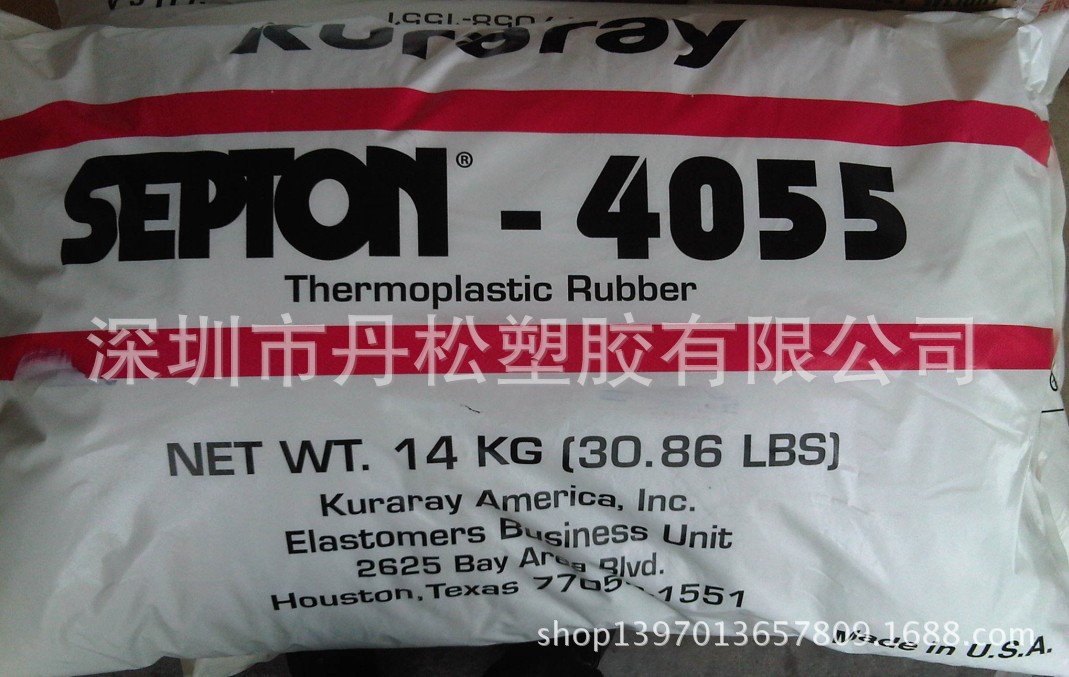 Kuraray
SEPTON® - 4055
Thermoplastic Rubber
深圳市丹松塑胶有限公司
NET WT. 14 KG (30.86 LBS)
Kuraray America, Inc.
Elastomers Business Unit
2625 Bay Area Blvd.
Houston, Texas
shop1397013657809.1688.com
Made in U.S.A.